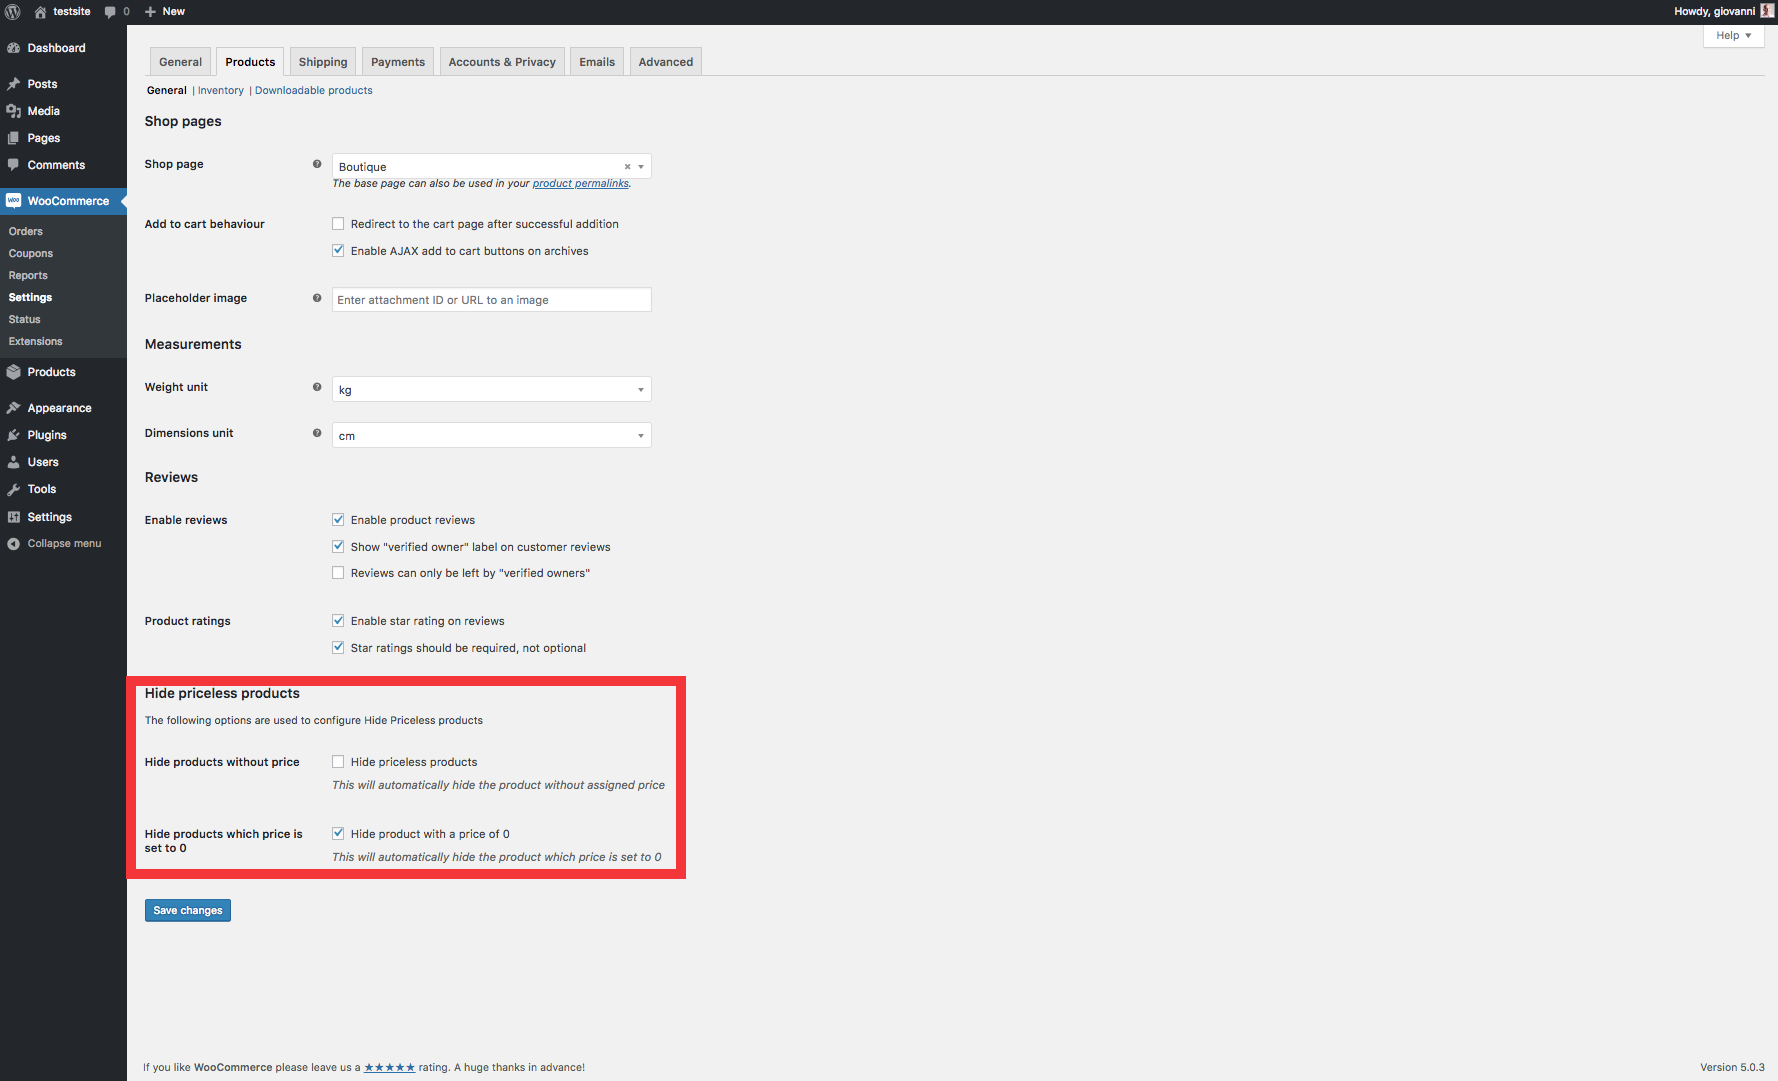 testsite 0 New Howdy, giovanni
Help
Dashboard
Posts
Media
Pages
Comments
WooCommerce
Orders
Coupons
Reports
Settings
Status
Extensions
Products
Appearance
Plugins
Users
Tools
Settings
Collapse menu
General Products Shipping Payments Accounts & Privacy Emails Advanced
General | Inventory | Downloadable products
Shop pages
Shop page Boutique
The base page can also be used in your product permalinks.
Add to cart behaviour Redirect to the cart page after successful addition
Enable AJAX add to cart buttons on archives
Placeholder image Enter attachment ID or URL to an image
Measurements
Weight unit kg
Dimensions unit cm
Reviews
Enable reviews Enable product reviews
Show "verified owner" label on customer reviews
Reviews can only be left by "verified owners"
Product ratings Enable star rating on reviews
Star ratings should be required, not optional
Hide priceless products
The following options are used to configure Hide Priceless products
Hide products without price Hide priceless products
This will automatically hide the product without assigned price
Hide products which price is set to 0 Hide product with a price of 0
This will automatically hide the product which price is set to 0
Save changes
If you like WooCommerce please leave us a ★★★★★ rating. A huge thanks in advance! Version 5.0.3